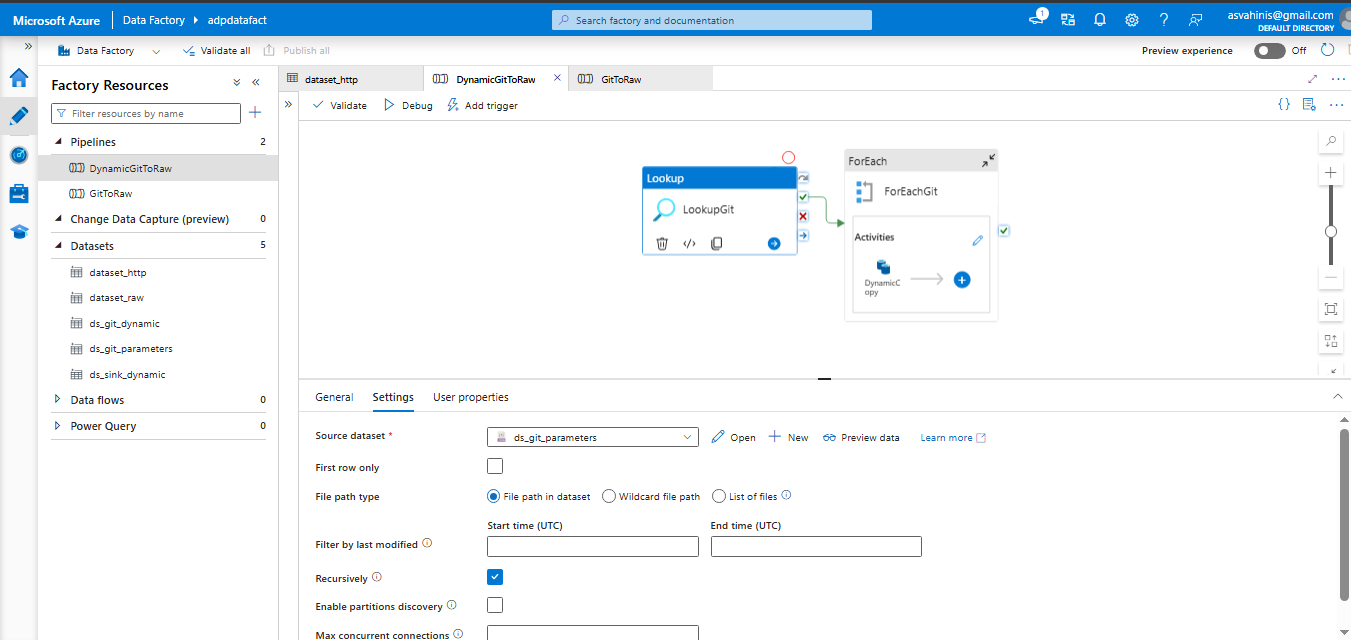 Microsoft Azure
Data Factory
adpdatafact
Search factory and documentation
1
asvahinis@gmail.com
DEFAULT DIRECTORY
Data Factory
Validate all
Publish all
Preview experience
Off
Factory Resources
dataset_http
DynamicGitToRaw
GitToRaw
Filter resources by name
Validate
Debug
Add trigger
Pipelines
2
DynamicGitToRaw
GitToRaw
Change Data Capture (preview)
0
Datasets
5
dataset_http
dataset_raw
ds_git_dynamic
ds_git_parameters
ds_sink_dynamic
Data flows
0
Power Query
0
Lookup
LookupGit
ForEach
ForEachGit
Activities
DynamicC
opy
General
Settings
User properties
Source dataset *
ds_git_parameters
Open
New
Preview data
Learn more
First row only
File path type
File path in dataset
Wildcard file path
List of files
Start time (UTC)
End time (UTC)
Filter by last modified
Recursively
Enable partitions discovery
Max concurrent connections